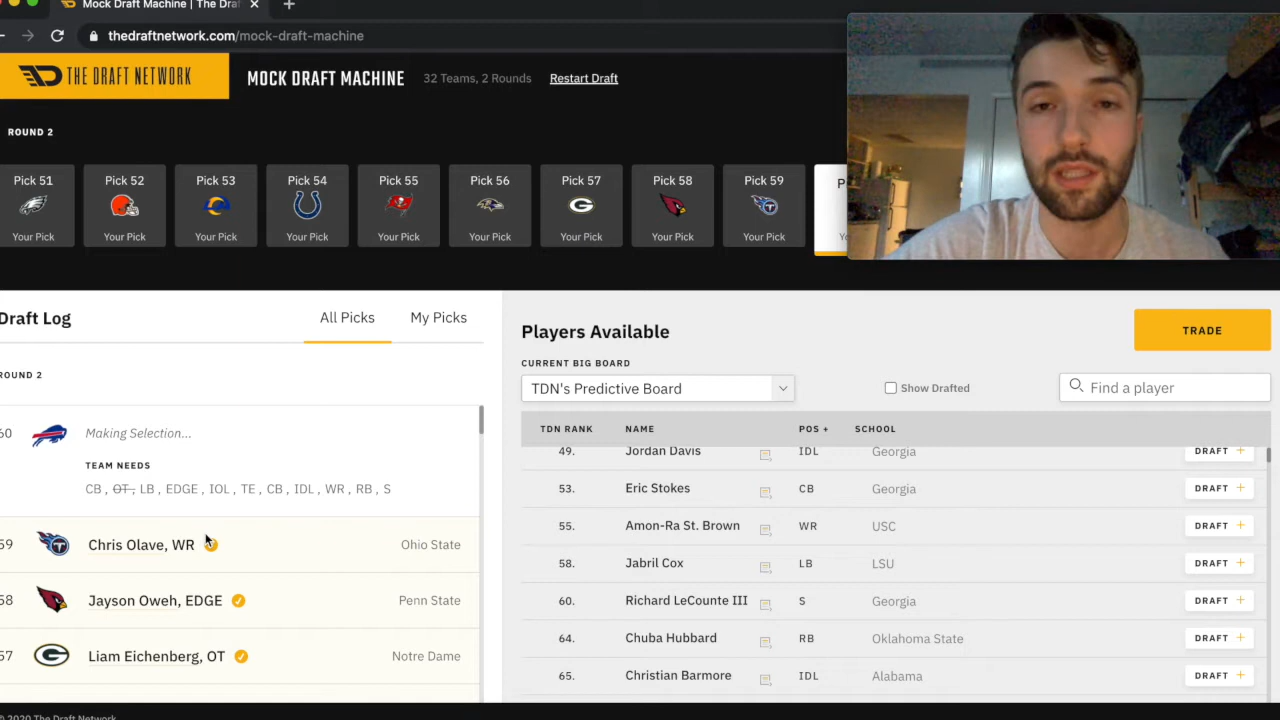 Mock Draft Machine | The Draf
thedraftnetwork.com/mock-draft-machine
THE DRAFT NETWORK
MOCK DRAFT MACHINE
32 Teams, 2 Rounds
Restart Draft
ROUND 2
Pick 51
Pick 52
Pick 53
Pick 54
Pick 55
Pick 56
Pick 57
Pick 58
Pick 59
P
Your Pick
Your Pick
Your Pick
Your Pick
Your Pick
Your Pick
Your Pick
Your Pick
Your Pick
Yo
Draft Log
All Picks
My Picks
ROUND 2
60
Making Selection...
TEAM NEEDS
CB , OT , LB , EDGE , IOL , TE , CB , IDL , WR , RB , S
59
Chris Olave, WR
Ohio State
58
Jayson Oweh, EDGE
Penn State
57
Liam Eichenberg, OT
Notre Dame
Players Available
TRADE
CURRENT BIG BOARD
TDN's Predictive Board
Show Drafted
Find a player
TDN RANK NAME POS + SCHOOL
49. Jordan Davis IDL Georgia DRAFT +
53. Eric Stokes CB Georgia DRAFT +
55. Amon-Ra St. Brown WR USC DRAFT +
58. Jabril Cox LB LSU DRAFT +
60. Richard LeCounte III S Georgia DRAFT +
64. Chuba Hubbard RB Oklahoma State DRAFT +
65. Christian Barmore IDL Alabama DRAFT +
© 2020 The Draft Network